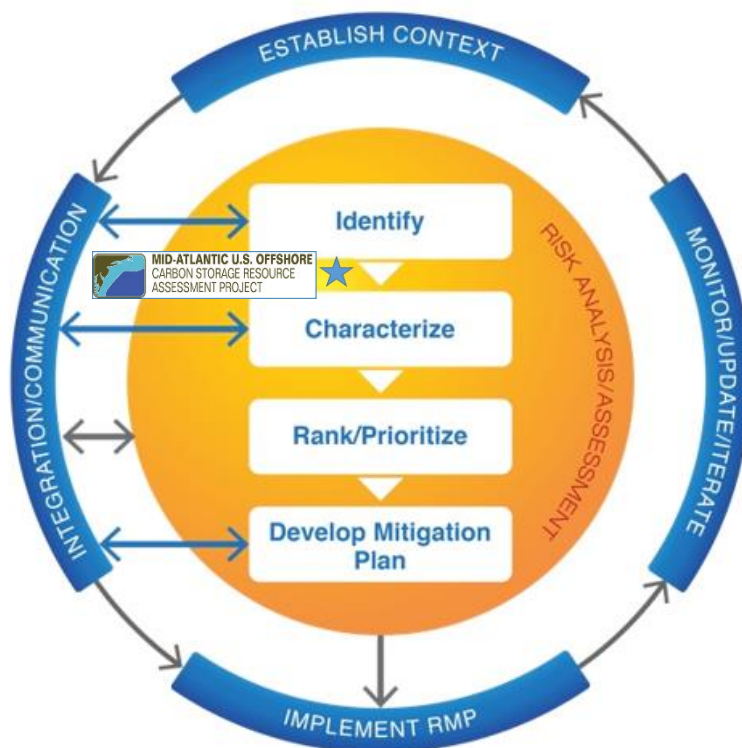 ESTABLISH CONTEXT
Identify
MID-ATLANTIC U.S. OFFSHORE
CARBON STORAGE RESOURCE
ASSESSMENT PROJECT
Characterize
Rank/Prioritize
Develop Mitigation
Plan
RISK ANALYSIS/ASSESSMENT
INTEGRATION/COMMUNICATION
MONITOR/UPDATE/ITERATE
IMPLEMENT RMP